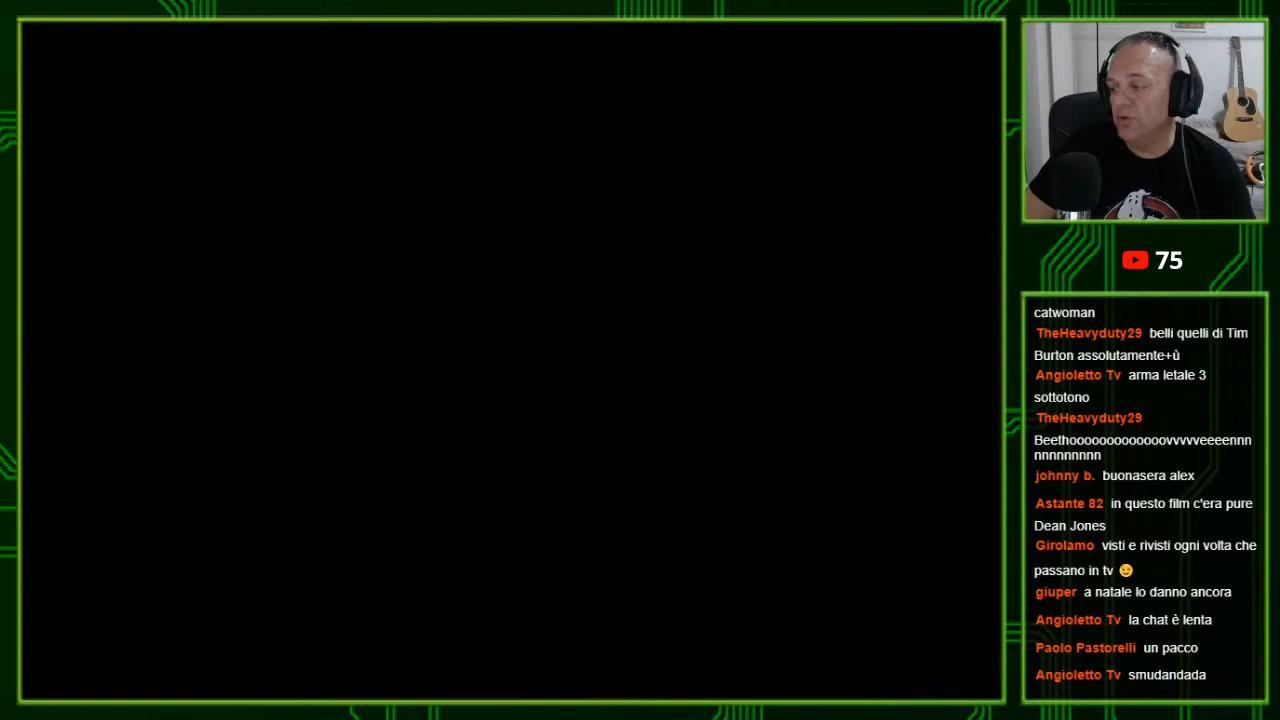 75
catwoman
TheHeavyduty29 belli quelli di Tim
Burton assolutamente+ù
Angioletto Tv arma letale 3
sottotono
TheHeavyduty29
Beethoooooooooooovvvvveeeennn
nnnnnnnnnn
johnny b. buonasera alex
Astante 82 in questo film c'era pure
Dean Jones
Girolamo visti e rivisti ogni volta che
passano in tv 😉
giuper a natale lo danno ancora
Angioletto Tv la chat è lenta
Paolo Pastorelli un pacco
Angioletto Tv smudandada